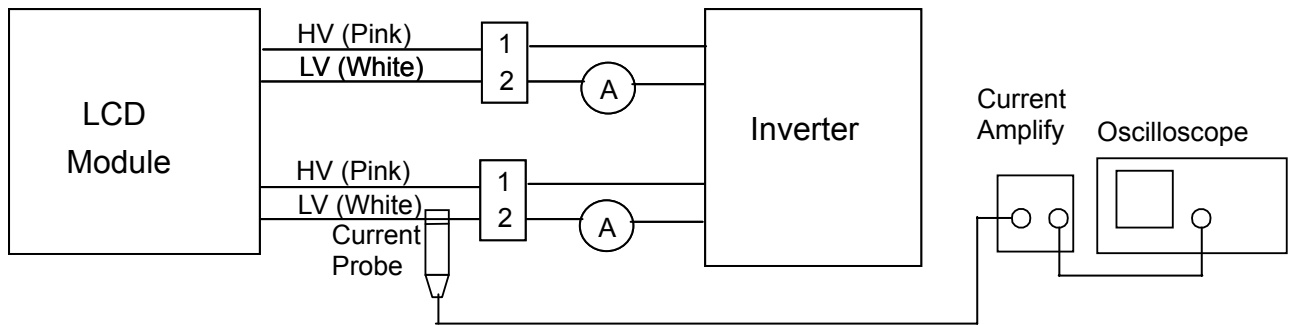 HV (Pink)
LV (White)
1
2
A
LCD
Module
Inverter
HV (Pink)
LV (White)
1
2
A
Current
Probe
Current
Amplify
Oscilloscope